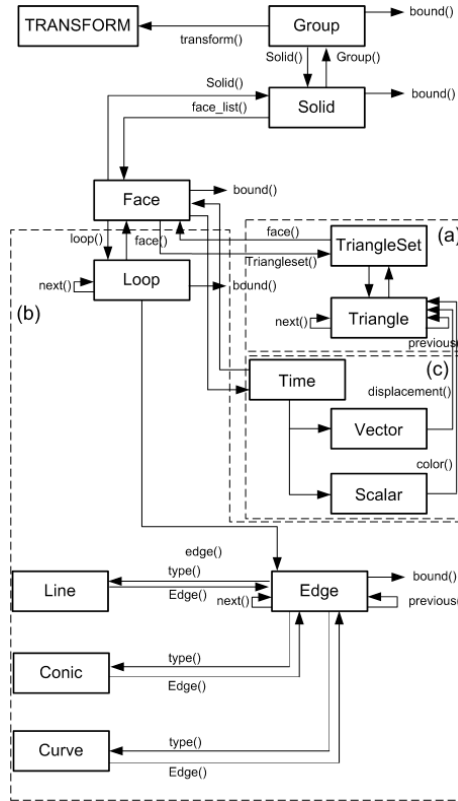 TRANSFORM
Group
bound()
transform()
Solid()
Group()
Solid()
face_list()
Solid
bound()
Face
bound()
loop()
face()
face()
Triangleset()
TriangleSet
(a)
next()
Loop
bound()
(b)
next()
Triangle
previous(
Time
(c)
displacement()
Vector
color()
Scalar
edge()
type()
Line
Edge()
next()
Edge
bound()
previous(
type()
Conic
Edge()
type()
Curve
Edge()